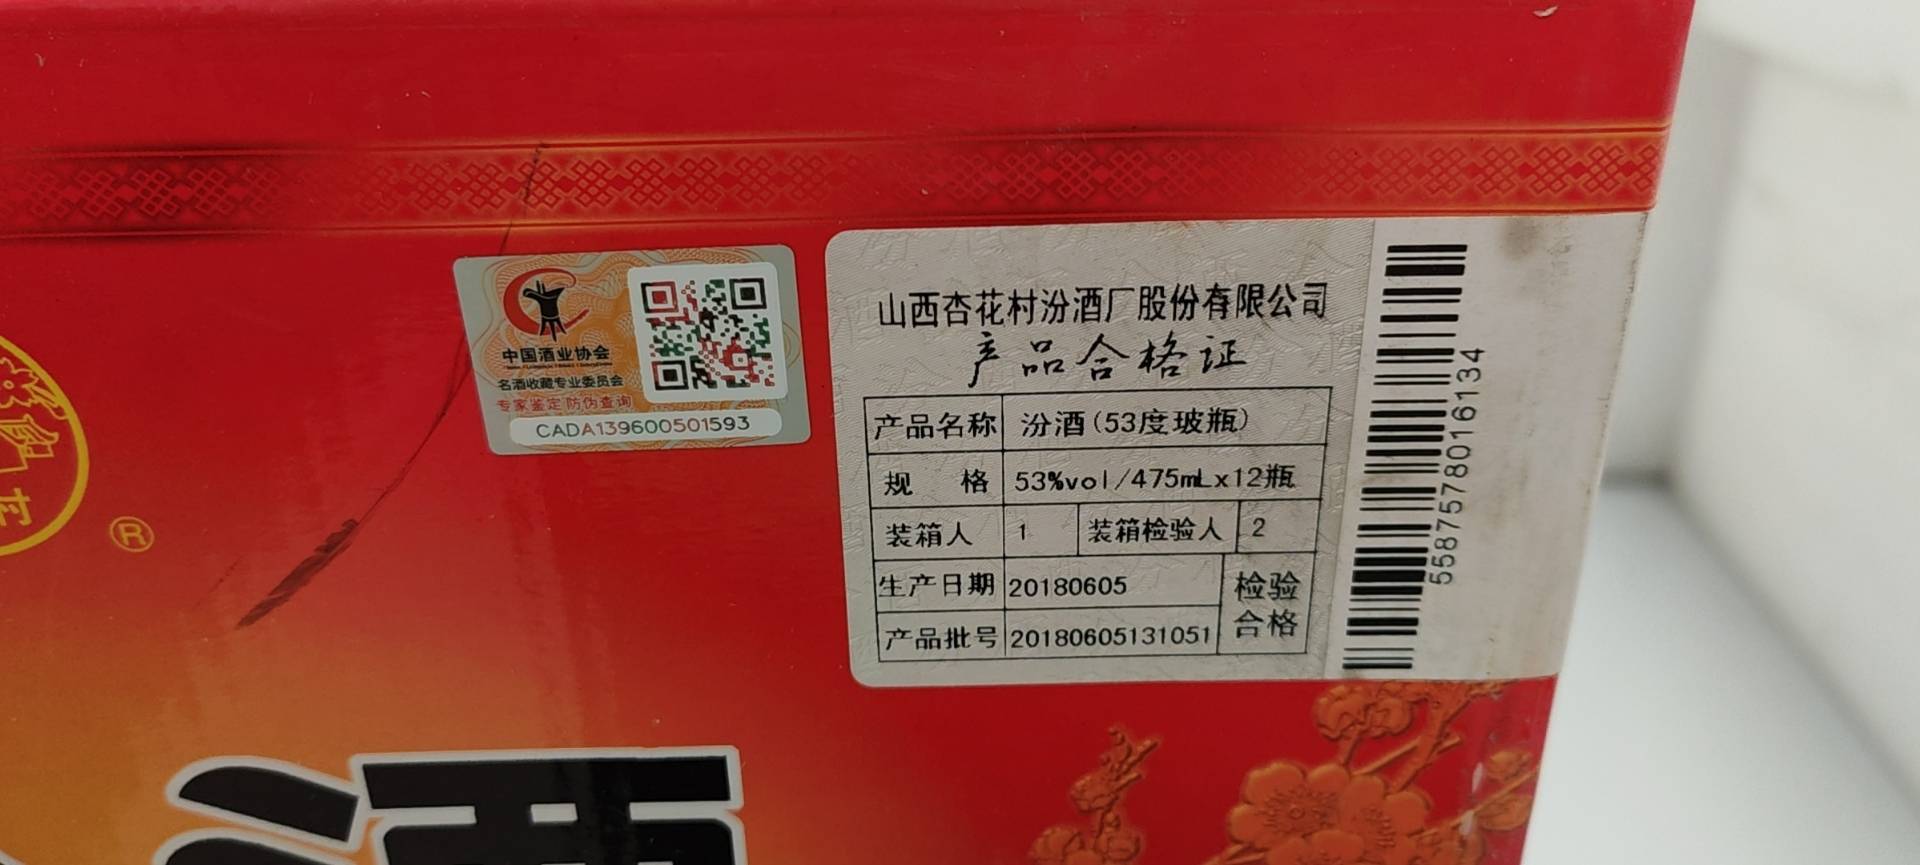 村
®
中国酒业协会
名酒收藏专业委员会
专家鉴定 防伪查询
CADA139600501593
山西杏花村汾酒厂股份有限公司
产品合格证
产品名称 汾酒(53度玻瓶)
规 格 53%vol/475mLx12瓶
装箱人 1 装箱检验人 2
生产日期 20180605
检验合格
产品批号 20180605131051
558757578016134
酒